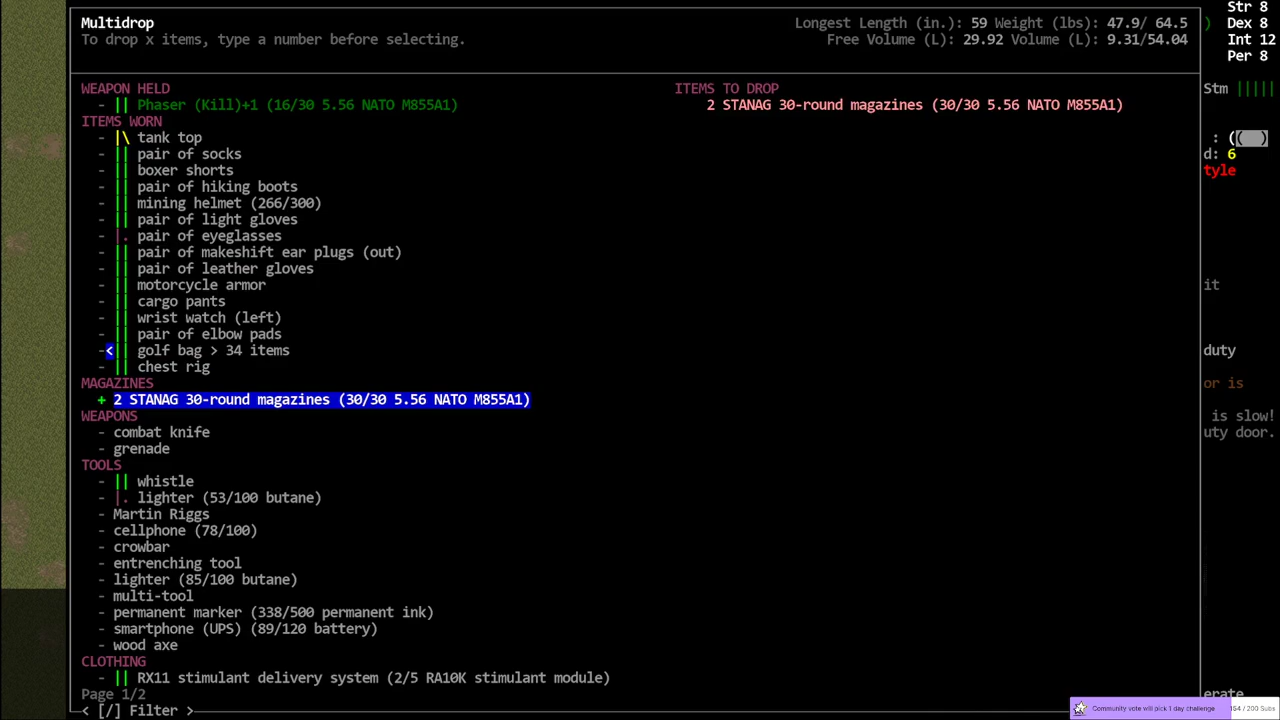 Multidrop
Longest Length (in.): 59 Weight (lbs): 47.9/ 64.5
To drop x items, type a number before selecting.
Free Volume (L): 29.92 Volume (L): 9.31/54.04
Str 8
) Dex 8
Int 12
Per 8
WEAPON HELD
- || Phaser (Kill)+1 (16/30 5.56 NATO M855A1)
ITEMS WORN
- |\ tank top
- || pair of socks
- || boxer shorts
- || pair of hiking boots
- || mining helmet (266/300)
- || pair of light gloves
- |. pair of eyeglasses
- || pair of makeshift ear plugs (out)
- || pair of leather gloves
- || motorcycle armor
- || cargo pants
- || wrist watch (left)
- || pair of elbow pads
-<|| golf bag > 34 items
- || chest rig
MAGAZINES
+ 2 STANAG 30-round magazines (30/30 5.56 NATO M855A1)
WEAPONS
- combat knife
- grenade
TOOLS
- || whistle
- |. lighter (53/100 butane)
- Martin Riggs
- cellphone (78/100)
- crowbar
- entrenching tool
- lighter (85/100 butane)
- multi-tool
- permanent marker (338/500 permanent ink)
- smartphone (UPS) (89/120 battery)
- wood axe
CLOTHING
- || RX11 stimulant delivery system (2/5 RA10K stimulant module)
Page 1/2
< [/] Filter >
ITEMS TO DROP
2 STANAG 30-round magazines (30/30 5.56 NATO M855A1)
Stm |||||
: (( )
d: 6
tyle
it
duty
or is
is slow!
uty door.
erate
Community vote will pick 1 day challenge
154 / 200 Subs